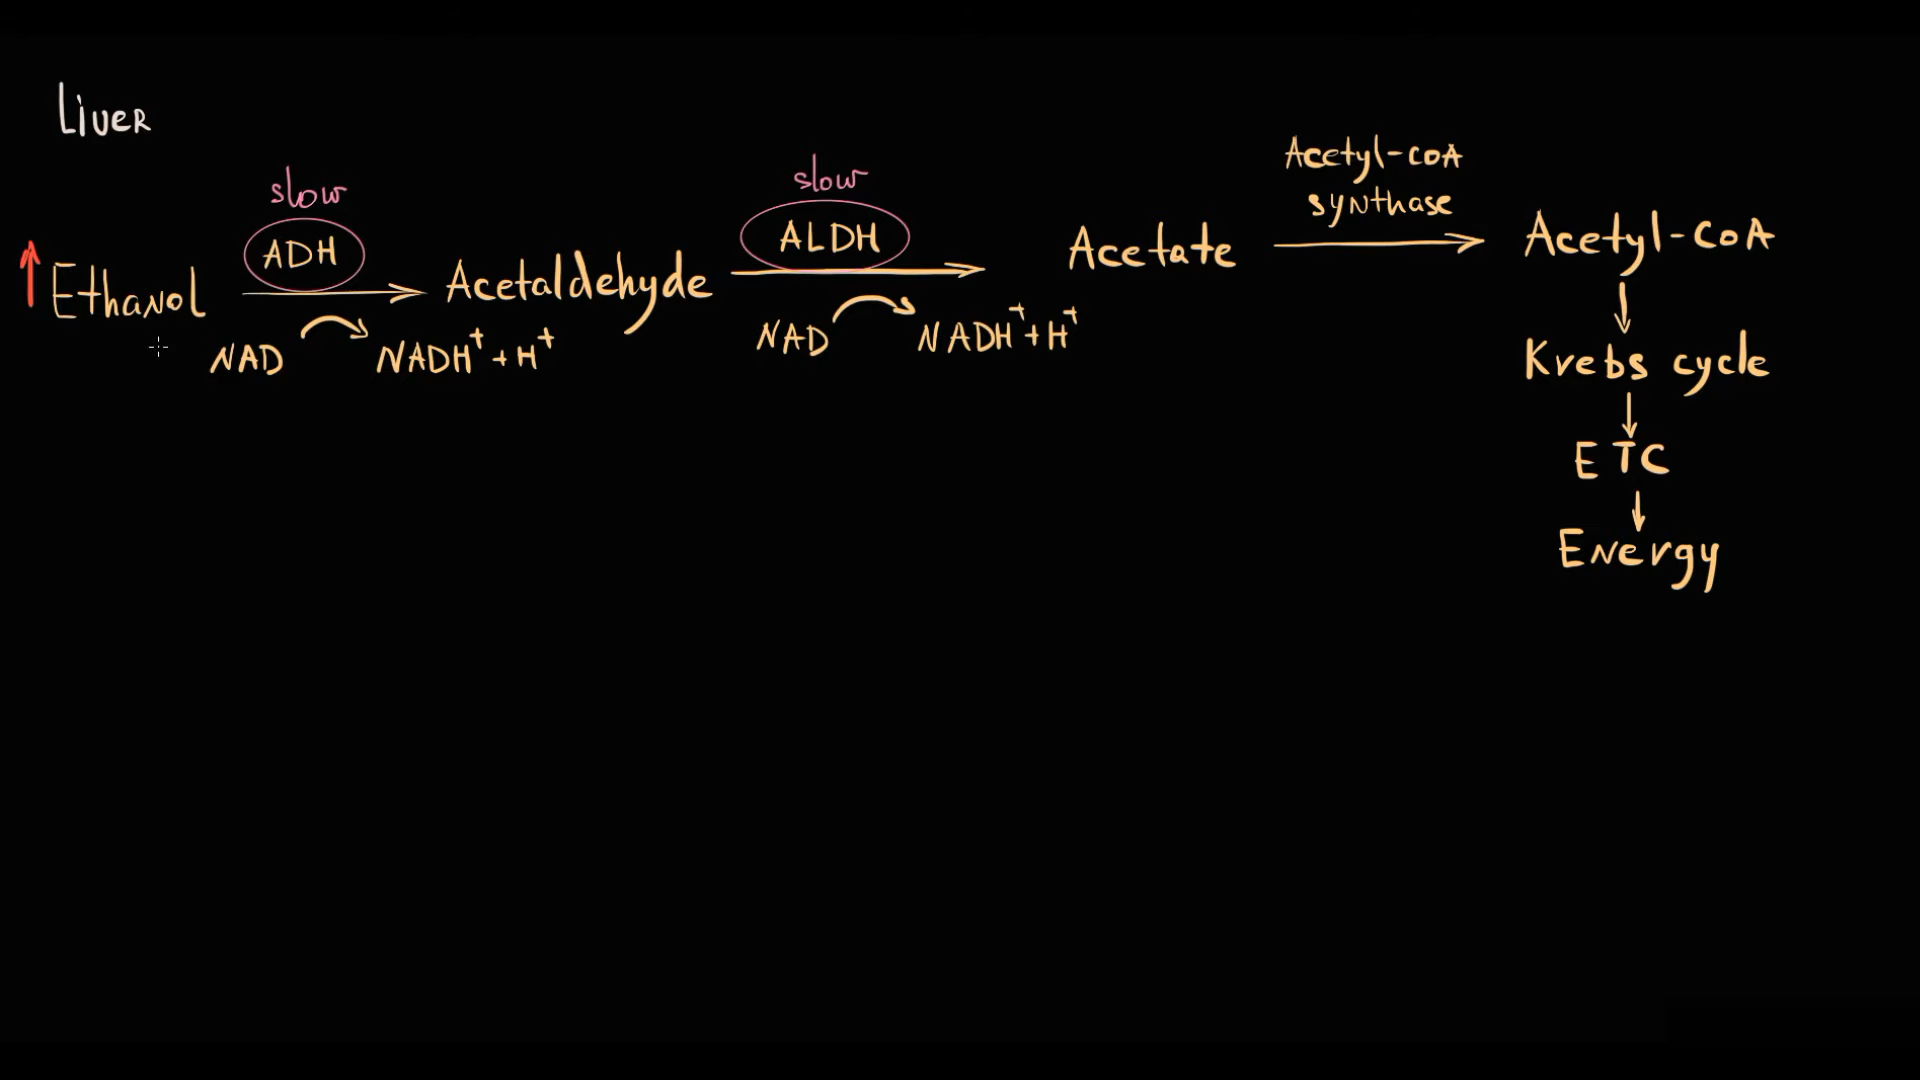 Liver
slow
ADH
Ethanol
NAD
NADH⁺ + H⁺
Acetaldehyde
slow
ALDH
NAD
NADH⁺ + H⁺
Acetate
Acetyl-CoA
synthase
Acetyl-CoA
Krebs cycle
ETC
Energy